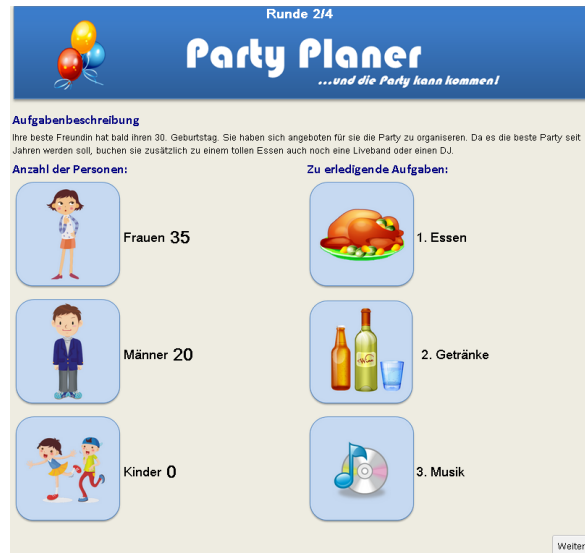 Runde 2/4
Party Planer
...und die Party kann kommen!
Aufgabenbeschreibung
Ihre beste Freundin hat bald ihren 30. Geburtstag. Sie haben sich angeboten für sie die Party zu organisieren. Da es die beste Party seit
Jahren werden soll, buchen sie zusätzlich zu einem tollen Essen auch noch eine Liveband oder einen DJ.
Anzahl der Personen:
Zu erledigende Aufgaben:
Frauen 35
1. Essen
Männer 20
2. Getränke
Kinder 0
3. Musik
Weiter